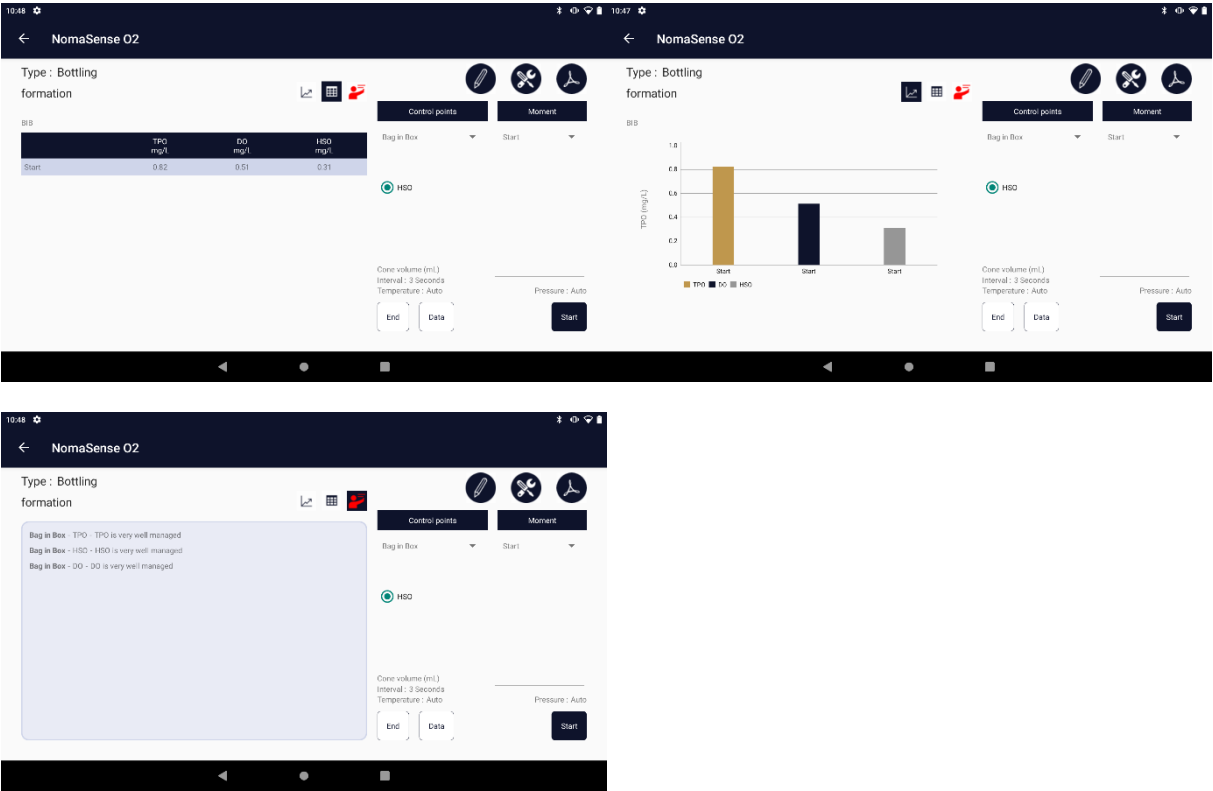 10:48
NomaSense O2
Type : Bottling
formation
BIB
TPO mg/L DO mg/L HSO mg/L
Start 0.82 0.51 0.31
Control points Moment
Bag in Box Start
HSO
Cone volume (mL)
Interval : 3 Seconds
Temperature : Auto Pressure : Auto
End Data Start
10:47
NomaSense O2
Type : Bottling
formation
BIB
TPO (mg/L)
1.0
0.8
0.6
0.4
0.2
0.0
Start Start Start
TPO DO HSO
Control points Moment
Bag in Box Start
HSO
Cone volume (mL)
Interval : 3 Seconds
Temperature : Auto Pressure : Auto
End Data Start
10:48
NomaSense O2
Type : Bottling
formation
Bag in Box - TPO - TPO is very well managed
Bag in Box - HSO - HSO is very well managed
Bag in Box - DO - DO is very well managed
Control points Moment
Bag in Box Start
HSO
Cone volume (mL)
Interval : 3 Seconds
Temperature : Auto Pressure : Auto
End Data Start